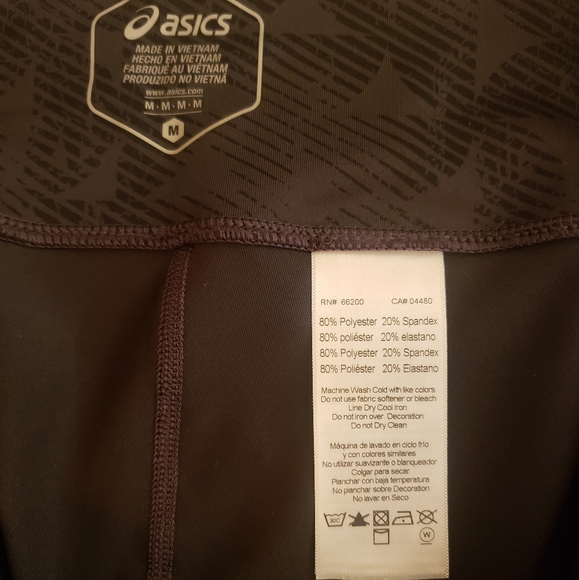 asics
MADE IN VIETNAM
HECHO EN VIETNAM
FABRIQUÉ AU VIETNAM
PRODUZIDO NO VIETNÃ
www.asics.com
M•M•M•M
M
RN# 66200 CA# 04480
80% Polyester 20% Spandex
80% poliéster 20% elastano
80% Polyester 20% Spandex
80% Poliéster 20% Elastano
Machine Wash Cold with like colors
Do not use fabric softener or bleach
Line Dry Cool Iron
Do not iron over. Decoration
Do not Dry Clean
Máquina de lavado en ciclo frío
y con colores similares
No utilizar suavizante o blanqueador
Colgar para secar
Planchar con baja temperatura
No planchar sobre Decoration
No lavar en Seco
30C
W